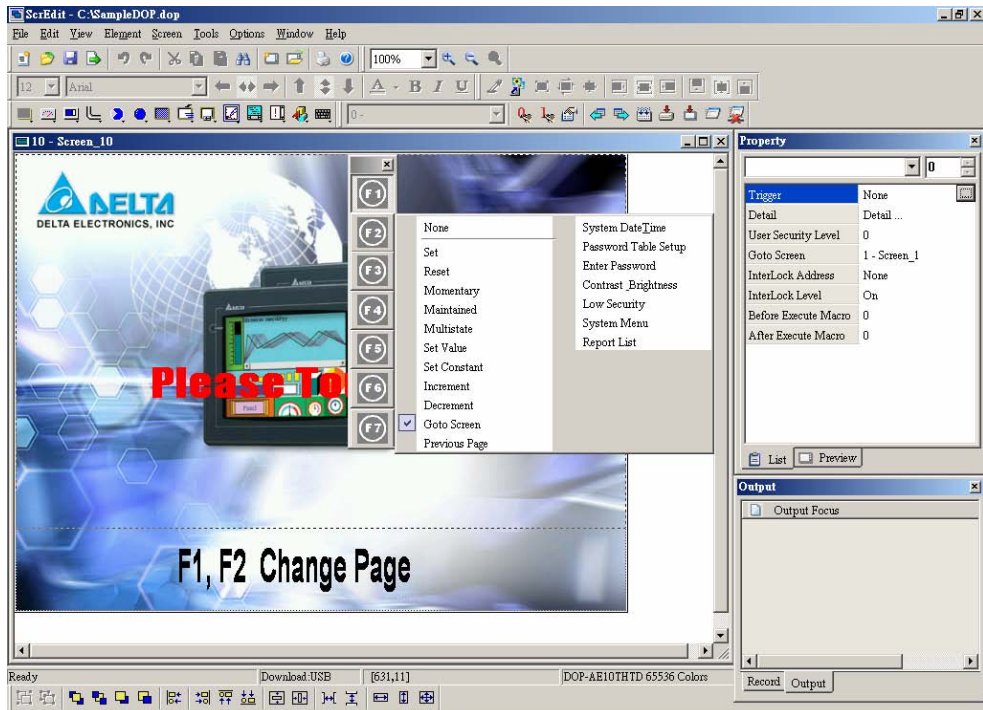 ScrEdit - C:\SampleDOP.dop
File Edit View Element Screen Tools Options Window Help
100%
12 Arial
A - B I U
0 -
10 - Screen_10
DELTA
DELTA ELECTRONICS, INC
Please To
F1, F2 Change Page
F1
F2
F3
F4
F5
F6
F7
None
Set
Reset
Momentary
Maintained
Multistate
Set Value
Set Constant
Increment
Decrement
Goto Screen
Previous Page
System DateTime
Password Table Setup
Enter Password
Contrast_Brightness
Low Security
System Menu
Report List
Property
0
Trigger None
Detail Detail ...
User Security Level 0
Goto Screen 1 - Screen_1
InterLock Address None
InterLock Level On
Before Execute Macro 0
After Execute Macro 0
List Preview
Output
Output Focus
Record Output
Ready Download:USB [631,11] DOP-AE10THTD 65536 Colors